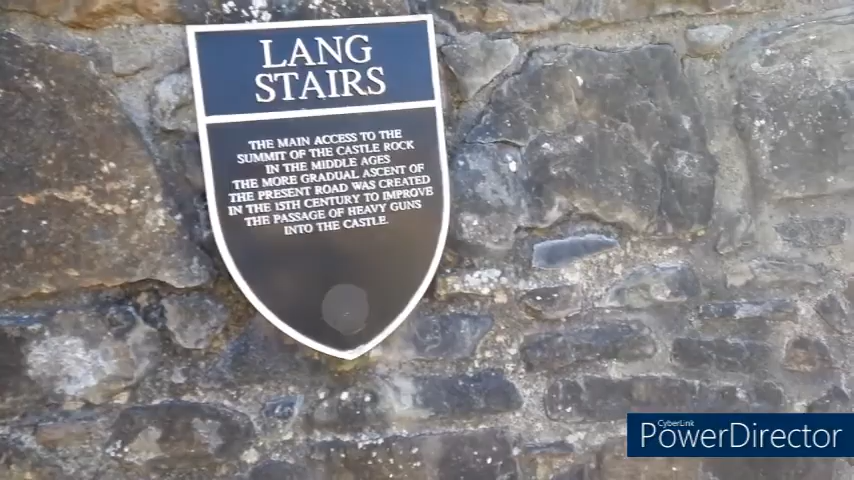 LANG
STAIRS
THE MAIN ACCESS TO THE
SUMMIT OF THE CASTLE ROCK
IN THE MIDDLE AGES
THE MORE GRADUAL ASCENT OF
THE PRESENT ROAD WAS CREATED
IN THE 15TH CENTURY TO IMPROVE
THE PASSAGE OF HEAVY GUNS
INTO THE CASTLE.
CyberLink
PowerDirector